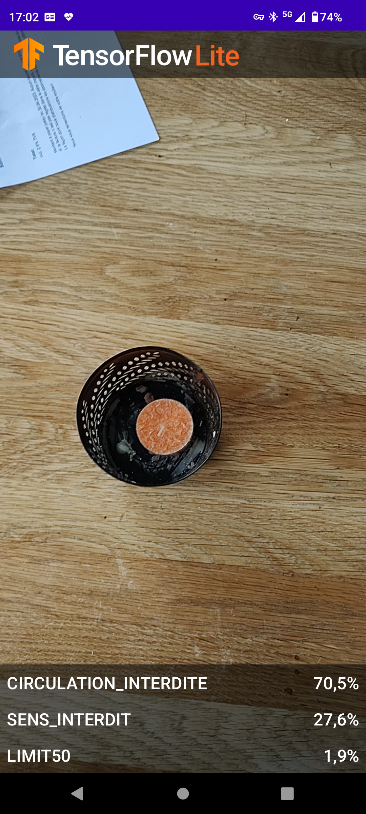 17:02 5G 74%
TensorFlow Lite
CIRCULATION_INTERDITE 70,5%
SENS_INTERDIT 27,6%
LIMIT50 1,9%